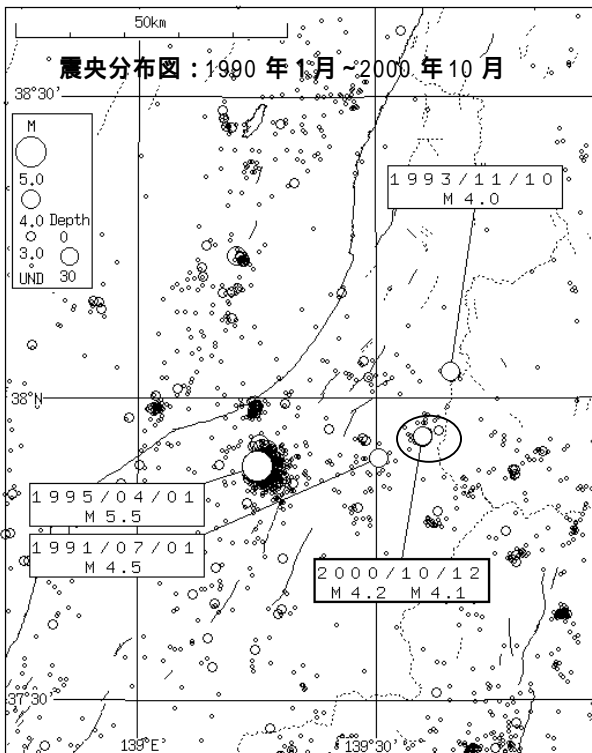 50km
震央分布図：1990 年 1 月 ~2000 年 10 月
38°30'
M
5.0
4.0 Depth
0
3.0
UND 30
1993/11/10
M 4.0
38°N
1995/04/01
M 5.5
1991/07/01
M 4.5
2000/10/12
M 4.2 M 4.1
37°30'
139°E'
139°30'